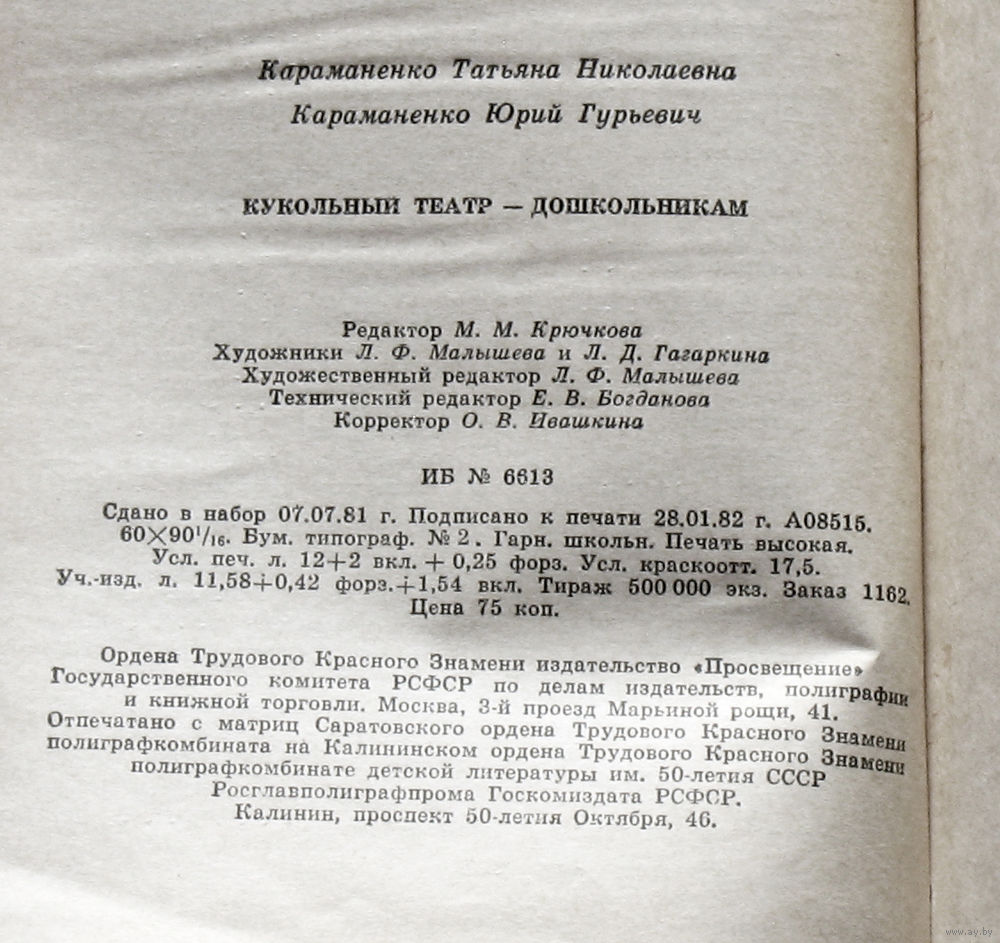 Караманенко Татьяна Николаевна
Караманенко Юрий Гурьевич
КУКОЛЬНЫЙ ТЕАТР — ДОШКОЛЬНИКАМ
Редактор М. М. Крючкова
Художники Л. Ф. Малышева и Л. Д. Гагаркина
Художественный редактор Л. Ф. Малышева
Технический редактор Е. В. Богданова
Корректор О. В. Ивашкина
ИБ № 6613
Сдано в набор 07.07.81 г. Подписано к печати 28.01.82 г. А08515.
60×90¹/₁₆. Бум. типограф. № 2. Гарн. школьн. Печать высокая.
Усл. печ. л. 12+2 вкл. + 0,25 форз. Усл. краскоотт. 17,5.
Уч.-изд. л. 11,58+0,42 форз.+1,54 вкл. Тираж 500 000 экз. Заказ 1162.
Цена 75 коп.
Ордена Трудового Красного Знамени издательство «Просвещение»
Государственного комитета РСФСР по делам издательств, полиграфии
и книжной торговли. Москва, 3-й проезд Марьиной рощи, 41.
Отпечатано с матриц Саратовского ордена Трудового Красного Знамени
полиграфкомбината на Калининском ордена Трудового Красного Знамени
полиграфкомбинате детской литературы им. 50-летия СССР
Росглавполиграфпрома Госкомиздата РСФСР.
Калинин, проспект 50-летия Октября, 46.
www.ay.by